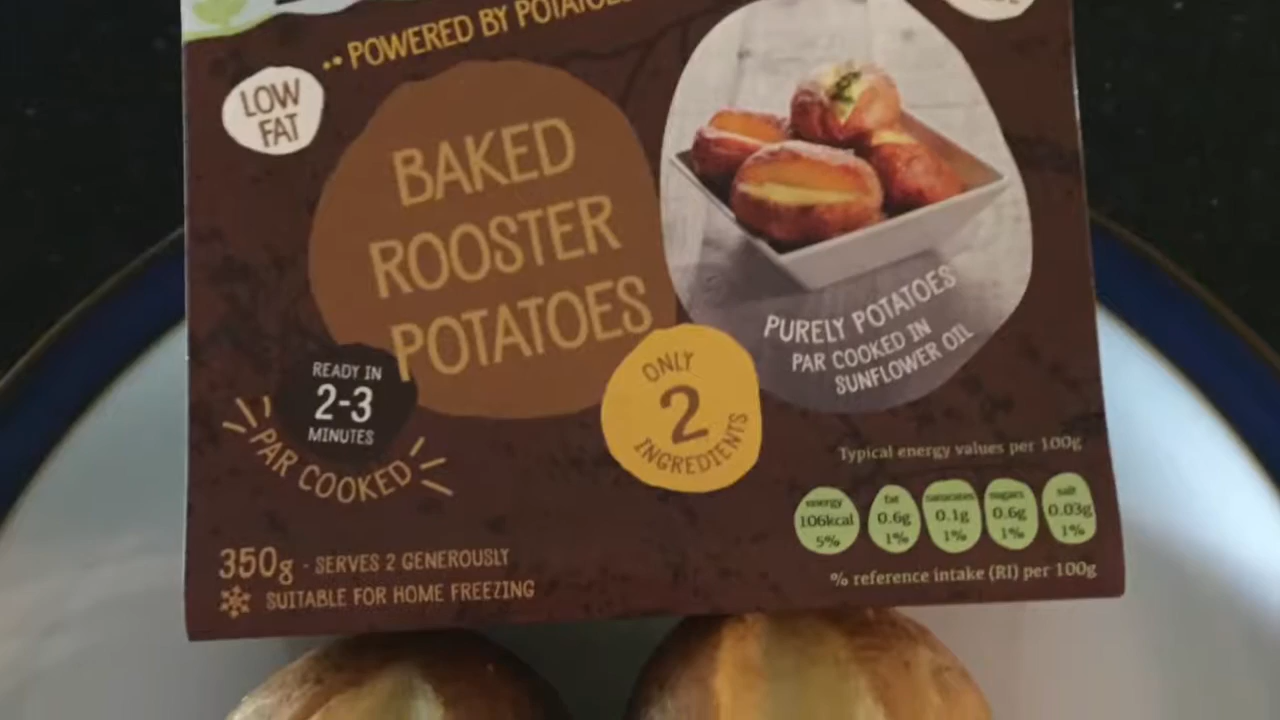 •• POWERED BY POTATOES
LOW
FAT
BAKED
ROOSTER
POTATOES
PURELY POTATOES
PAR COOKED IN
SUNFLOWER OIL
READY IN
2-3
MINUTES
PAR COOKED
ONLY
2
INGREDIENTS
Typical energy values per 100g
energy fat saturates sugars salt
106kcal 0.6g 0.1g 0.6g 0.03g
5% 1% 1% 1% 1%
% reference intake (RI) per 100g
350g - SERVES 2 GENEROUSLY
SUITABLE FOR HOME FREEZING